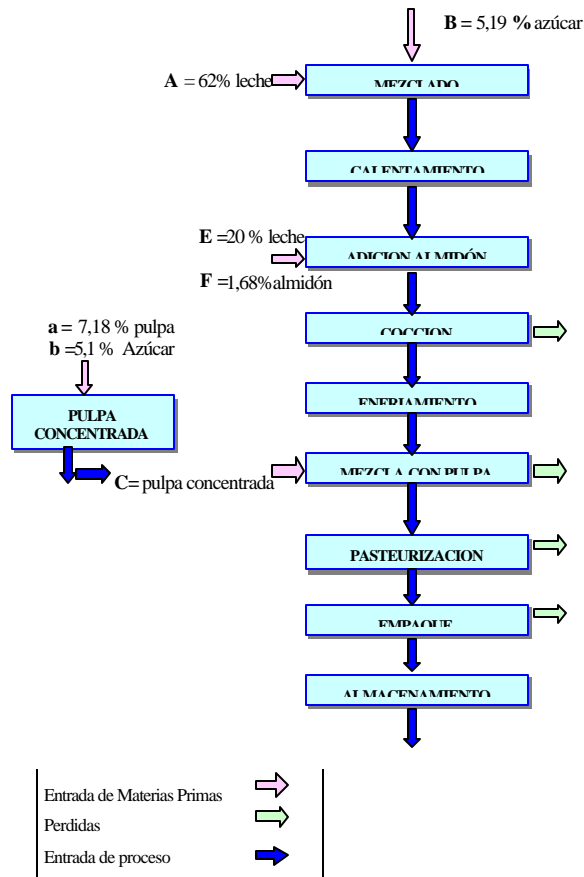 B = 5,19 % azúcar
A = 62% leche
MEZCLADO
CALENTAMIENTO
E =20 % leche
ADICION ALMIDÓN
F =1,68%almidón
COCCION
a = 7,18 % pulpa
b =5,1 % Azúcar
ENFRIAMIENTO
PULPA
CONCENTRADA
MEZCLA CON PULPA
C= pulpa concentrada
PASTEURIZACION
EMPAQUE
ALMACENAMIENTO
Entrada de Materias Primas
Perdidas
Entrada de proceso